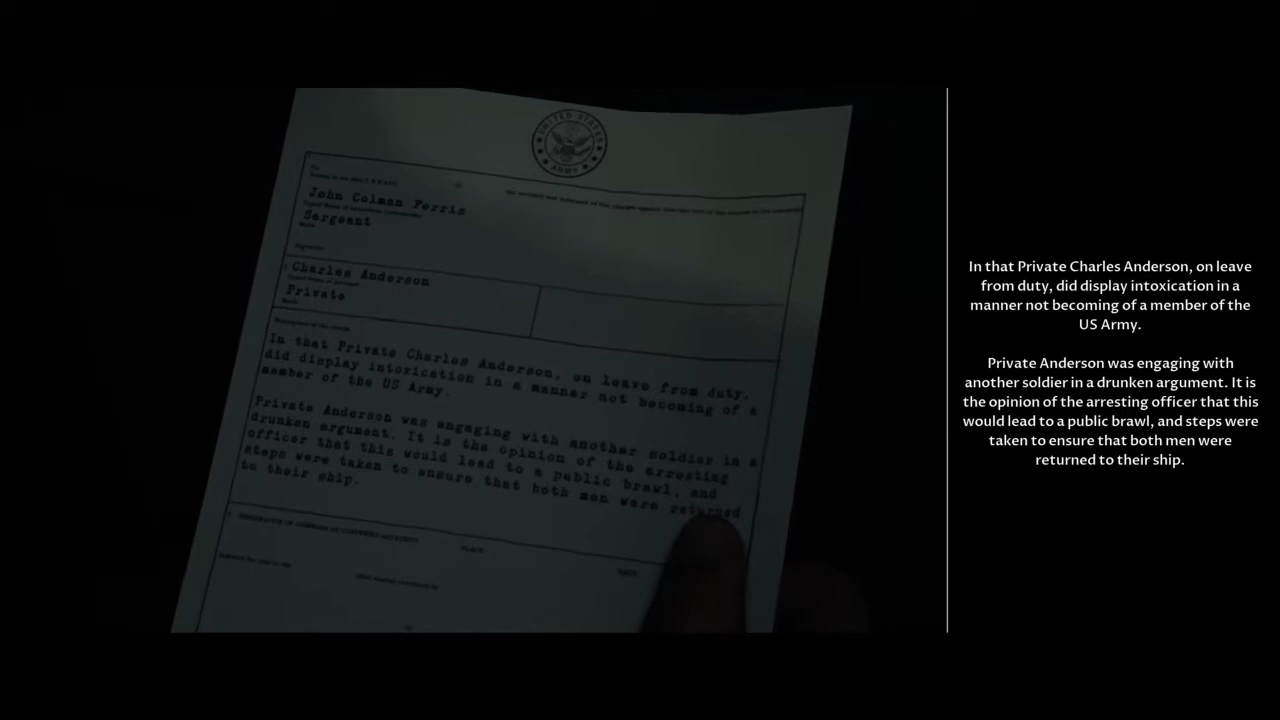 UNITED STATES
ARMY
John Colman Ferris
Sergeant
Charles Anderson
Private
In that Private Charles Anderson, on leave from duty,
did display intoxication in a manner not becoming of a
member of the US Army.
Private Anderson was engaging with another soldier in a
drunken argument. It is the opinion of the arresting
officer that this would lead to a public brawl, and
steps were taken to ensure that both men were returned
to their ship.
In that Private Charles Anderson, on leave
from duty, did display intoxication in a
manner not becoming of a member of the
US Army.
Private Anderson was engaging with
another soldier in a drunken argument. It is
the opinion of the arresting officer that this
would lead to a public brawl, and steps were
taken to ensure that both men were
returned to their ship.